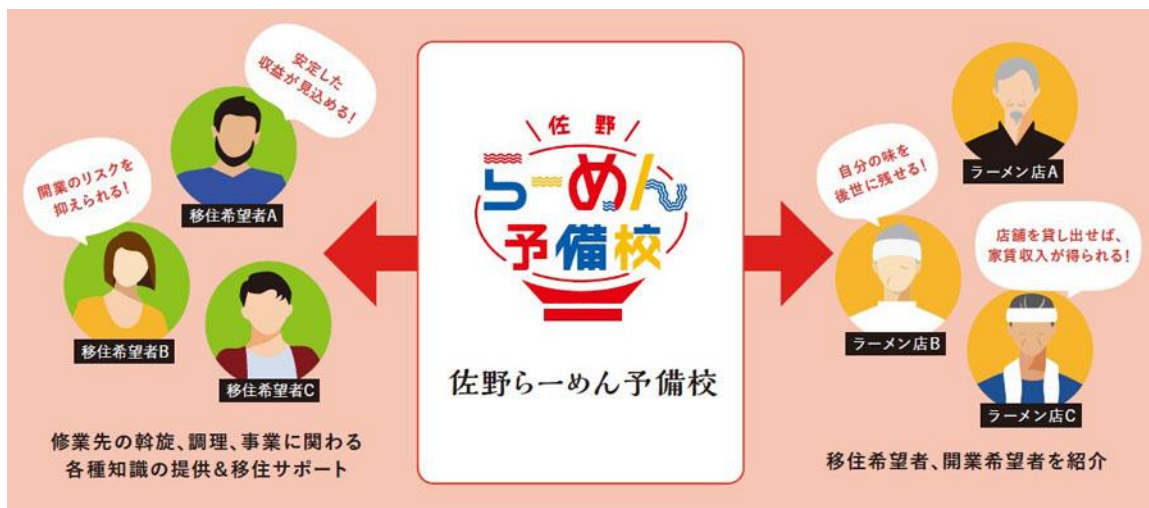 安定した
収益が見込める!
移住希望者A
開業のリスクを
抑えられる!
移住希望者B
移住希望者C
修業先の斡旋、調理、事業に関わる
各種知識の提供&移住サポート
佐野
らーめん
予備校
佐野らーめん予備校
ラーメン店A
自分の味を
後世に残せる!
ラーメン店B
店舗を貸し出せば、
家賃収入が得られる!
ラーメン店C
移住希望者、開業希望者を紹介